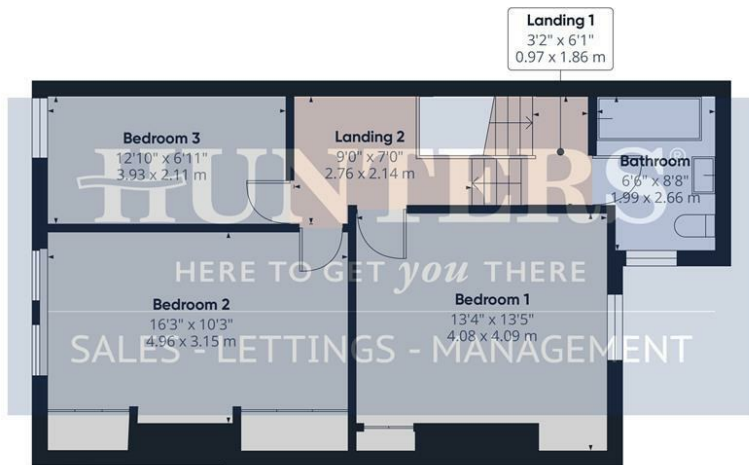 Landing 1
3'2" x 6'1"
0.97 x 1.86 m
Bedroom 3
12'10" x 6'11"
3.93 x 2.11 m
Landing 2
9'0" x 7'0"
2.76 x 2.14 m
Bathroom
6'6" x 8'8"
1.99 x 2.66 m
HUNTERS®
HERE TO GET you THERE
Bedroom 2
16'3" x 10'3"
4.96 x 3.15 m
Bedroom 1
13'4" x 13'5"
4.08 x 4.09 m
SALES - LETTINGS - MANAGEMENT